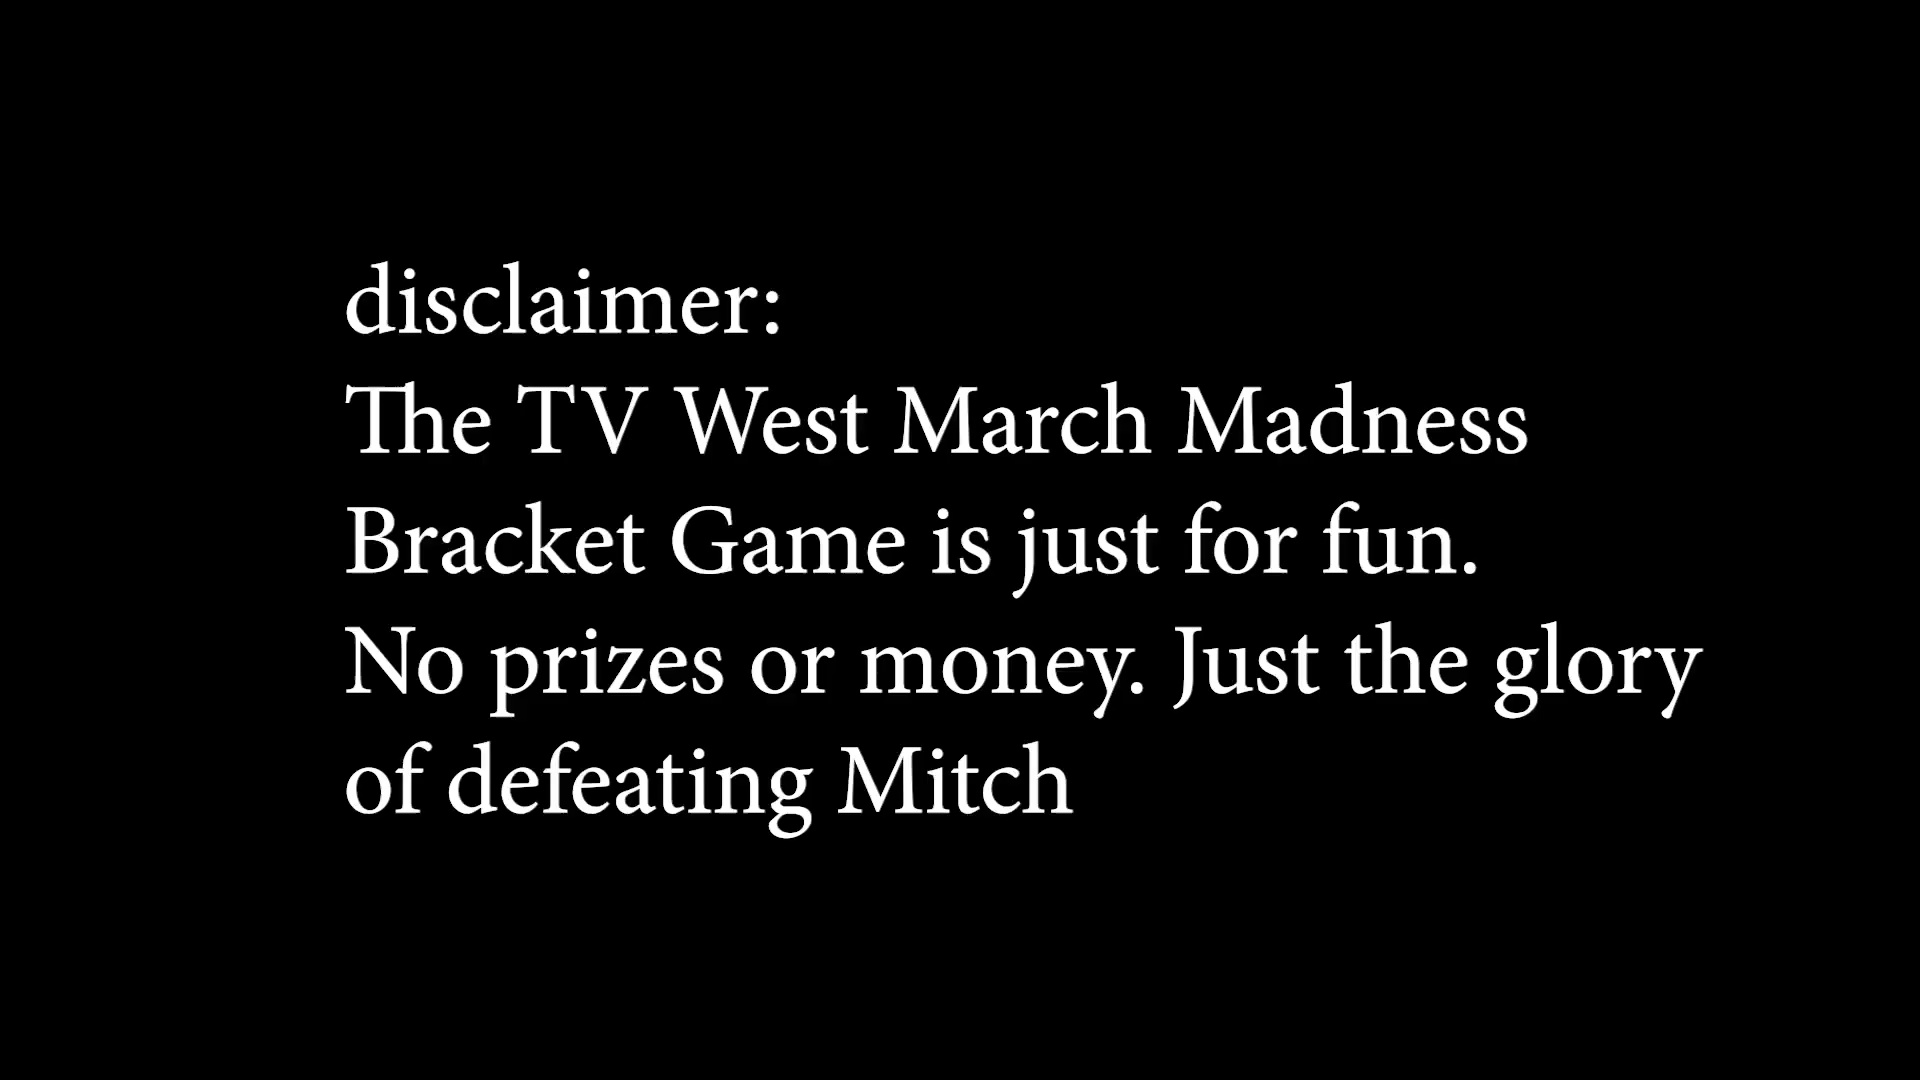 disclaimer:
The TV West March Madness
Bracket Game is just for fun.
No prizes or money. Just the glory
of defeating Mitch